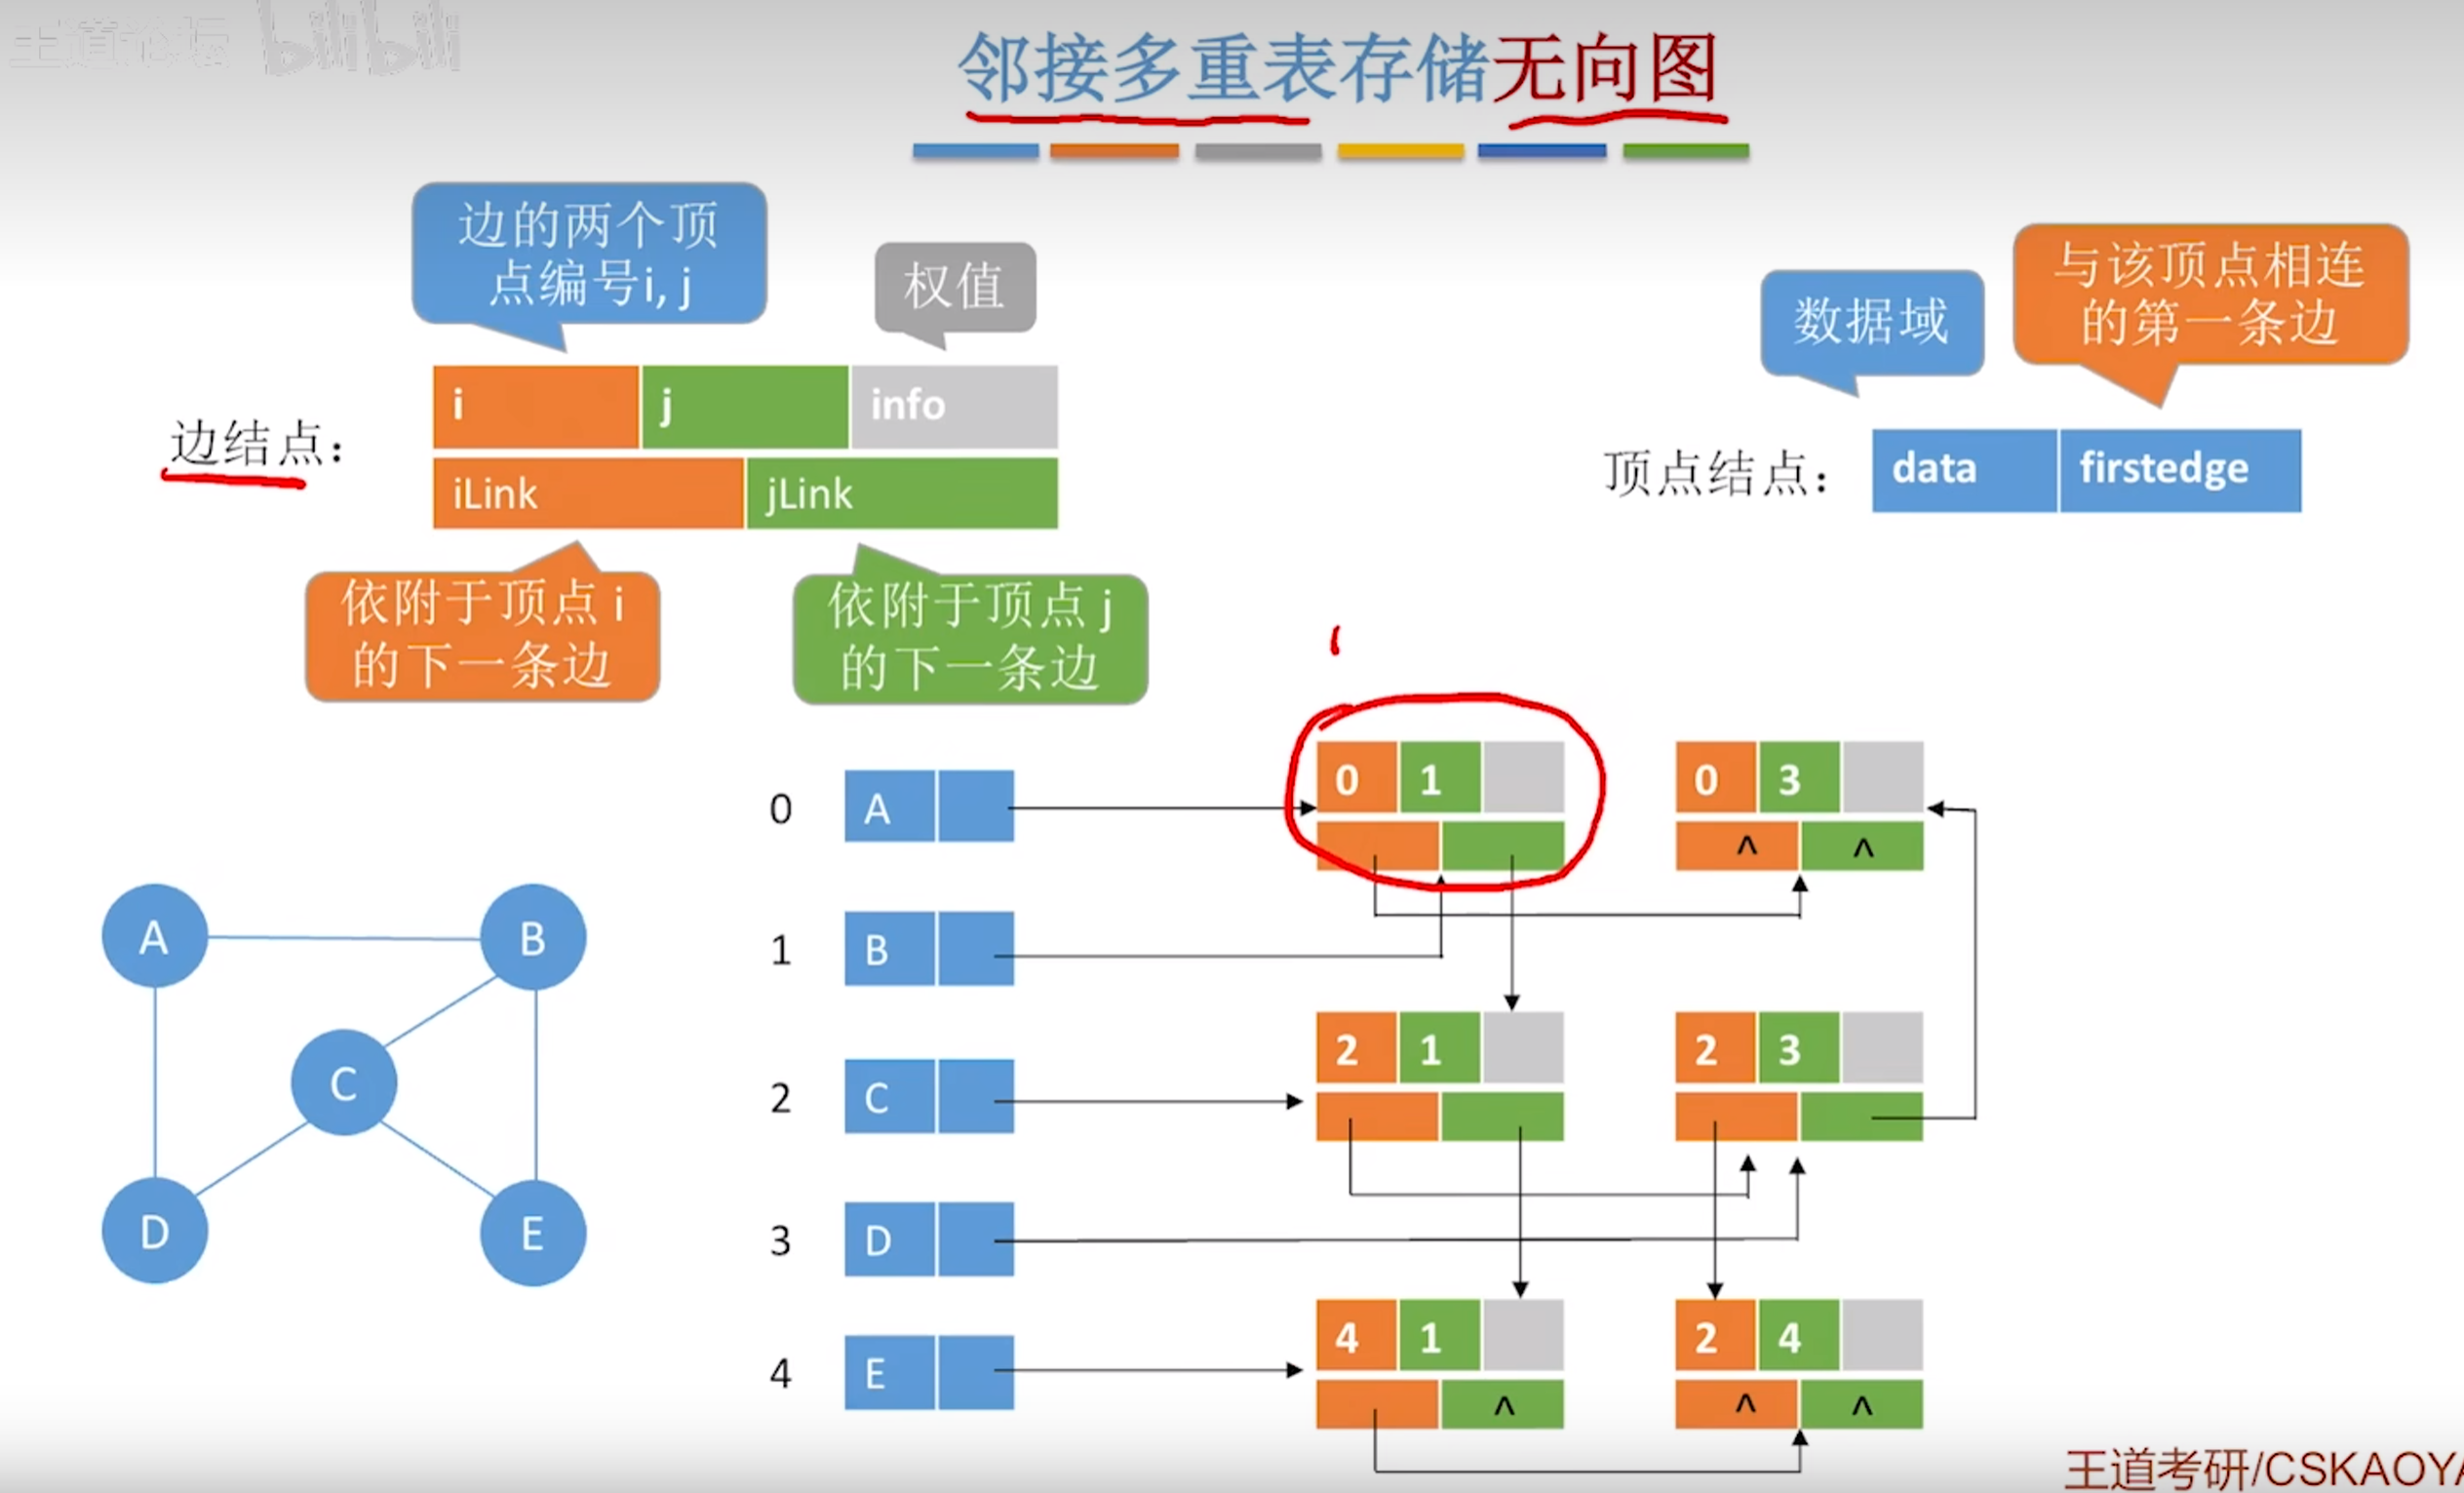 王道论坛 bilibili
邻接多重表存储无向图
边的两个顶
点编号i, j
权值
数据域
与该顶点相连
的第一条边
边结点:
i j info
iLink jLink
顶点结点:
data firstedge
依附于顶点 i
的下一条边
依附于顶点 j
的下一条边
0 A
0 1
0 3
^ ^
1 B
2 C
2 1
2 3
3 D
4 E
4 1
^
2 4
^ ^
A B
C
D E
王道考研/CSKAOYA